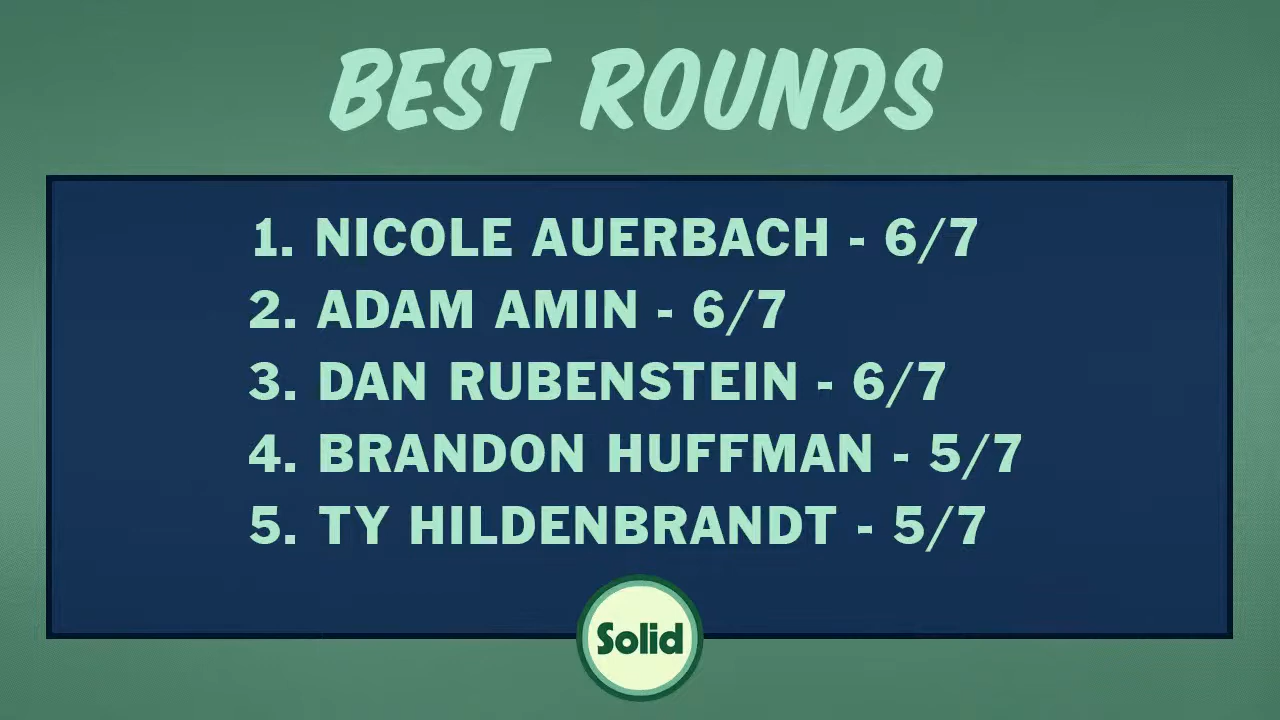 BEST ROUNDS
1. NICOLE AUERBACH - 6/7
2. ADAM AMIN - 6/7
3. DAN RUBENSTEIN - 6/7
4. BRANDON HUFFMAN - 5/7
5. TY HILDENBRANDT - 5/7
Solid